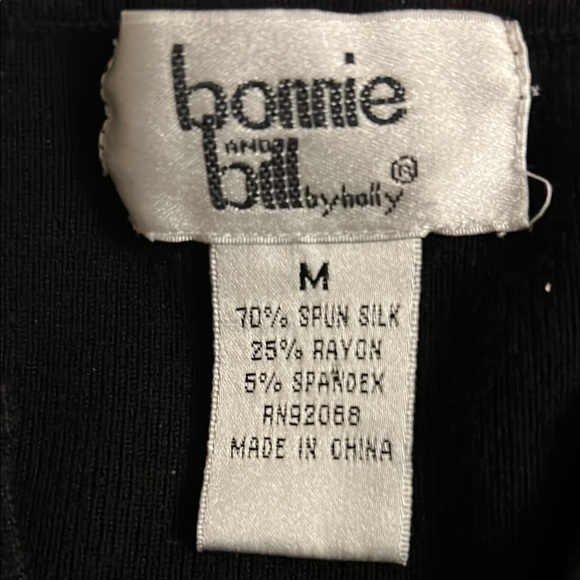 bonnie
AND
bill by holly ®
M
70% SPUN SILK
25% RAYON
5% SPANDEX
RN92068
MADE IN CHINA